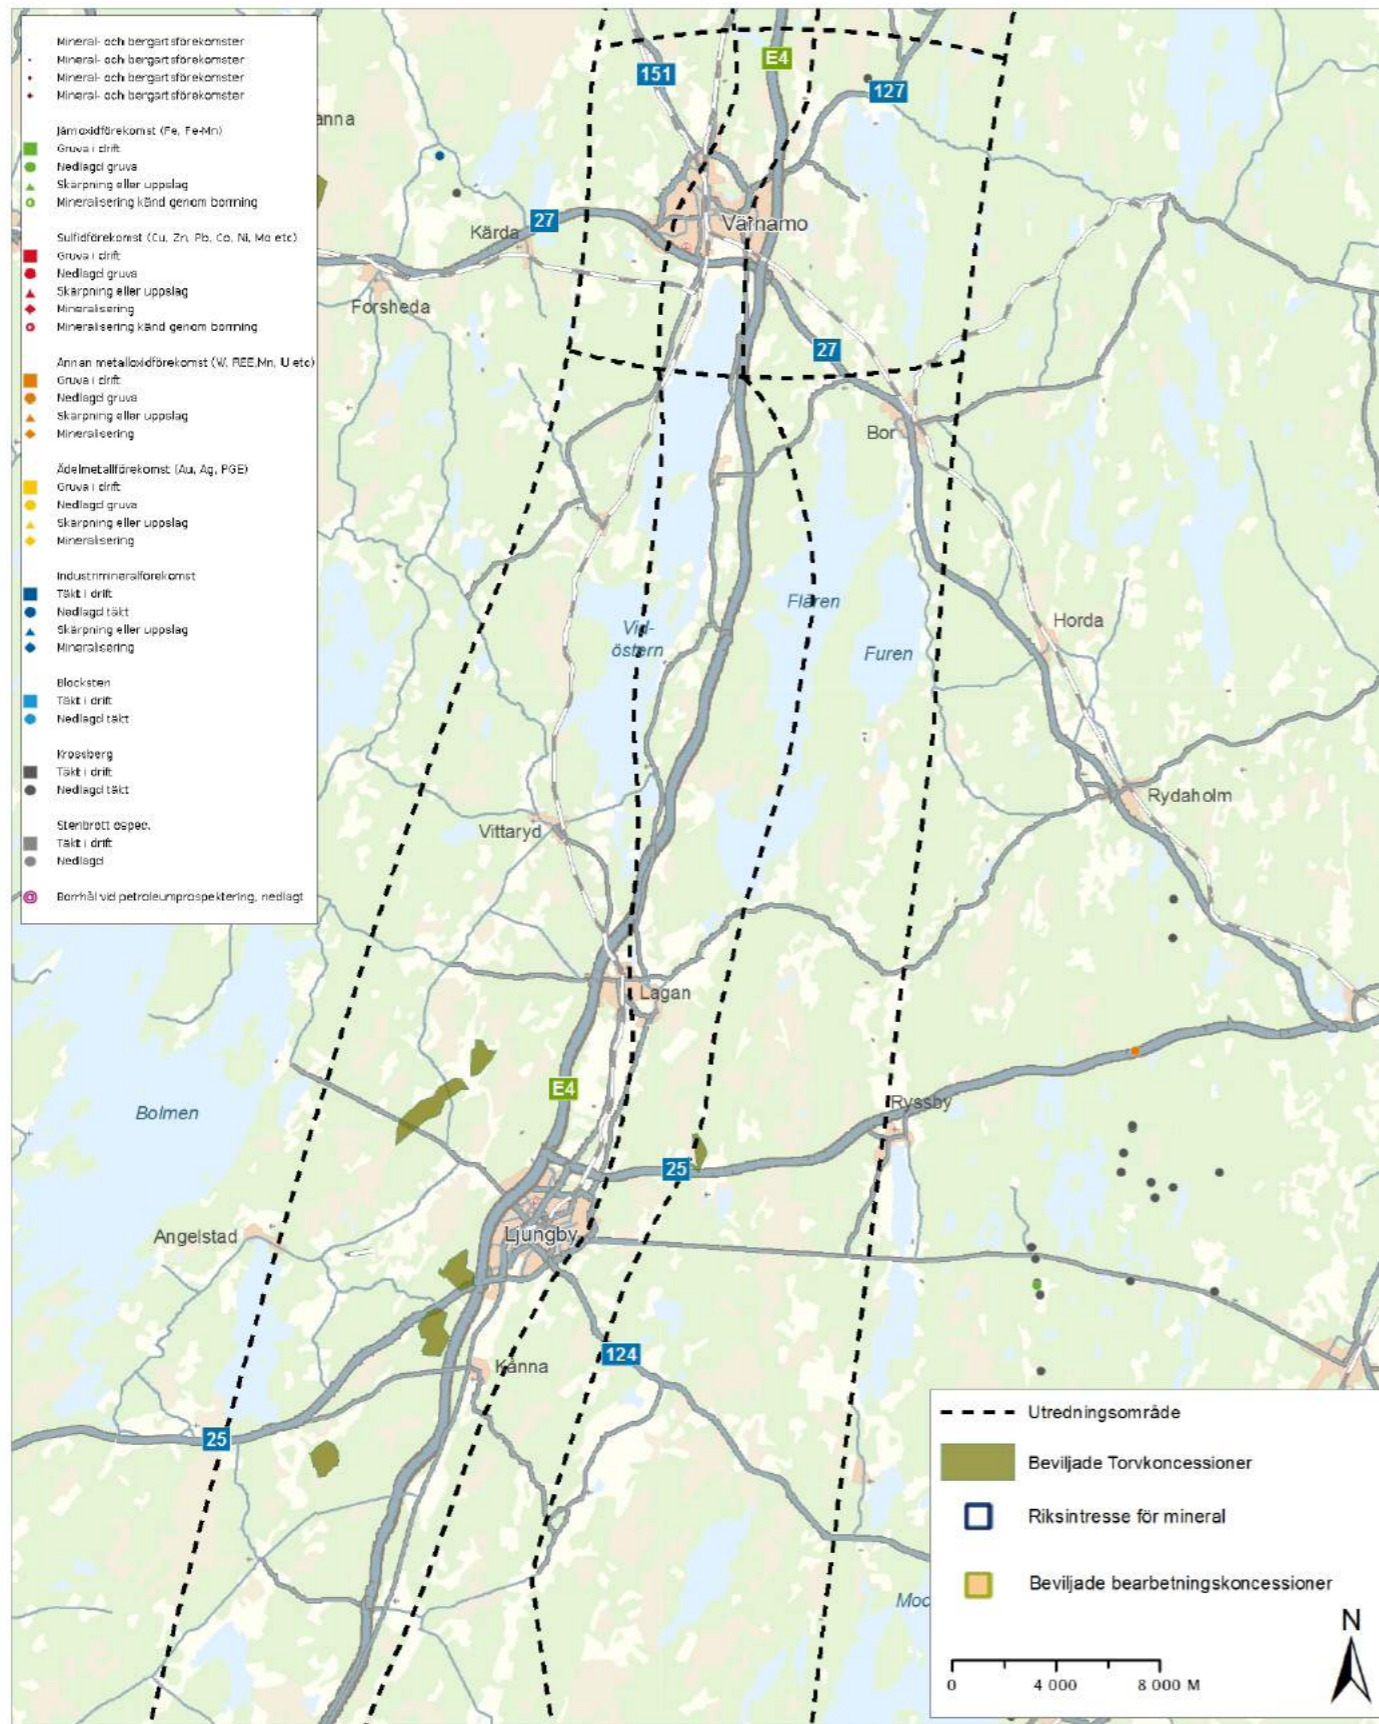 Mineral- och bergartsförekomster
Mineral- och bergartsförekomster
Mineral- och bergartsförekomster
Mineral- och bergartsförekomster
Järnoxidförekomst (Fe, Fe-Mn)
Gruva i drift
Nedlagd gruva
Skärpning eller uppslag
Mineralisering känd genom borrning
Sulfidförekomst (Cu, Zn, Pb, Co, Ni, Mo etc)
Gruva i drift
Nedlagd gruva
Skärpning eller uppslag
Mineralisering
Mineralisering känd genom borrning
Annan metalloxidförekomst (W, REE,Mn, U etc)
Gruva i drift
Nedlagd gruva
Skärpning eller uppslag
Mineralisering
Ädelmetallförekomst (Au, Ag, PGE)
Gruva i drift
Nedlagd gruva
Skärpning eller uppslag
Mineralisering
Industrimineralförekomst
Täkt i drift
Nedlagd täkt
Skärpning eller uppslag
Mineralisering
Blocksten
Täkt i drift
Nedlagd täkt
Krossberg
Täkt i drift
Nedlagd täkt
Stenbrott ospec.
Täkt i drift
Nedlagd
Borrhål vid petroleumprospektering, nedlagt
anna
151
E4
127
Kärda
27
Värnamo
Forsheda
27
Bor
Flåren
Vid-
östern
Furen
Horda
Vittaryd
Rydaholm
Lagan
E4
Bolmen
Ryssby
25
Angelstad
Ljungby
124
Kånna
25
Moc
Utredningsområde
Beviljade Torvkoncessioner
Riksintresse för mineral
Beviljade bearbetningskoncessioner
N
0 4 000 8 000 M